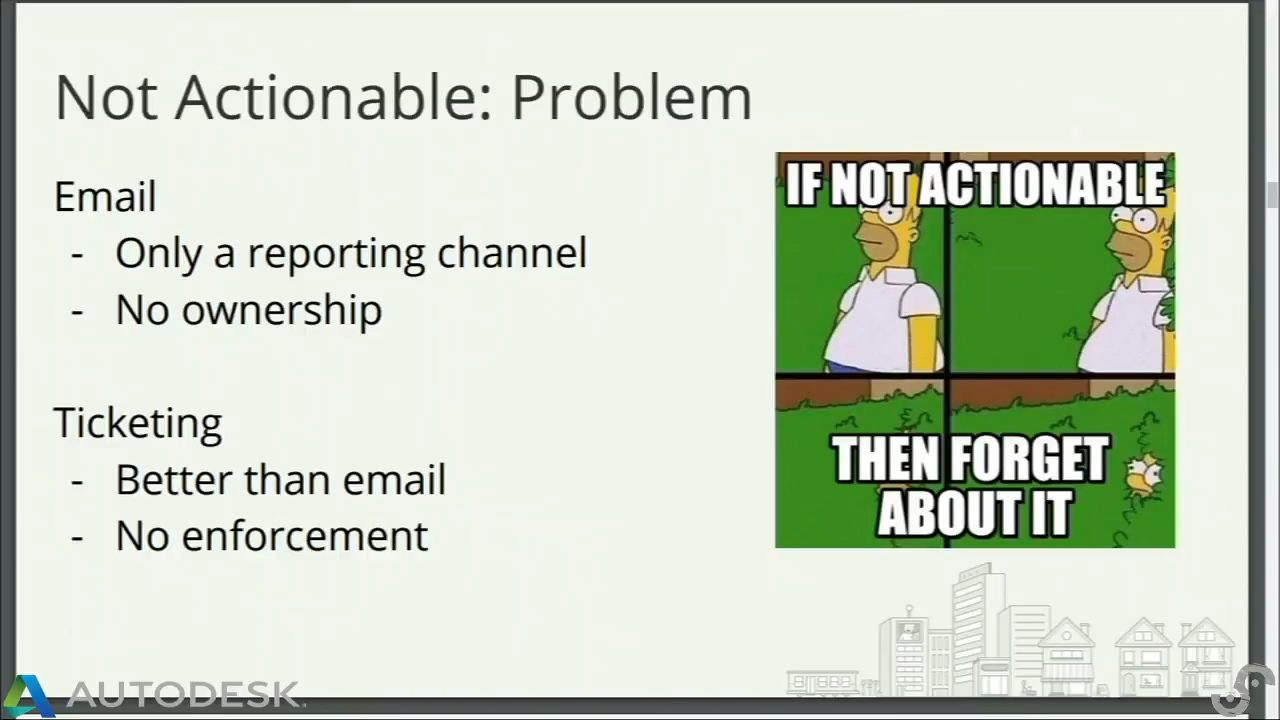 Not Actionable: Problem
Email
- Only a reporting channel
- No ownership
Ticketing
- Better than email
- No enforcement
IF NOT ACTIONABLE
THEN FORGET
ABOUT IT
AUTODESK.